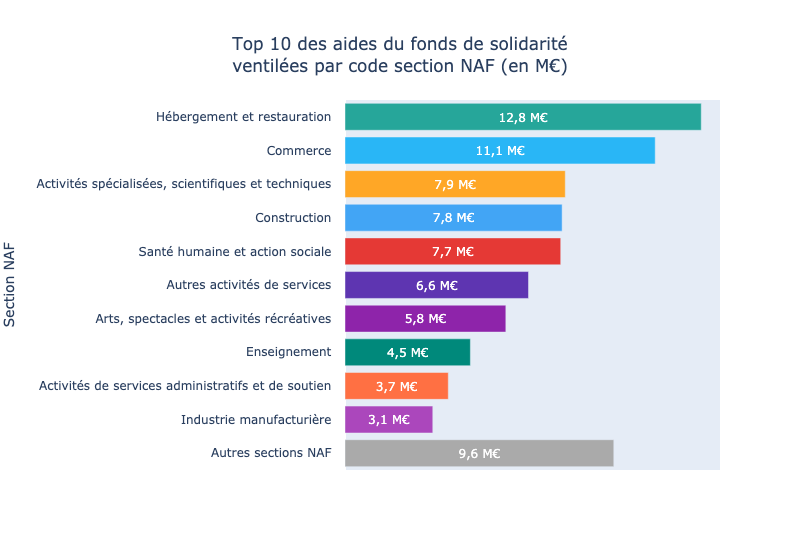 Top 10 des aides du fonds de solidarité
ventilées par code section NAF (en M€)
Section NAF
Hébergement et restauration 12,8 M€
Commerce 11,1 M€
Activités spécialisées, scientifiques et techniques 7,9 M€
Construction 7,8 M€
Santé humaine et action sociale 7,7 M€
Autres activités de services 6,6 M€
Arts, spectacles et activités récréatives 5,8 M€
Enseignement 4,5 M€
Activités de services administratifs et de soutien 3,7 M€
Industrie manufacturière 3,1 M€
Autres sections NAF 9,6 M€